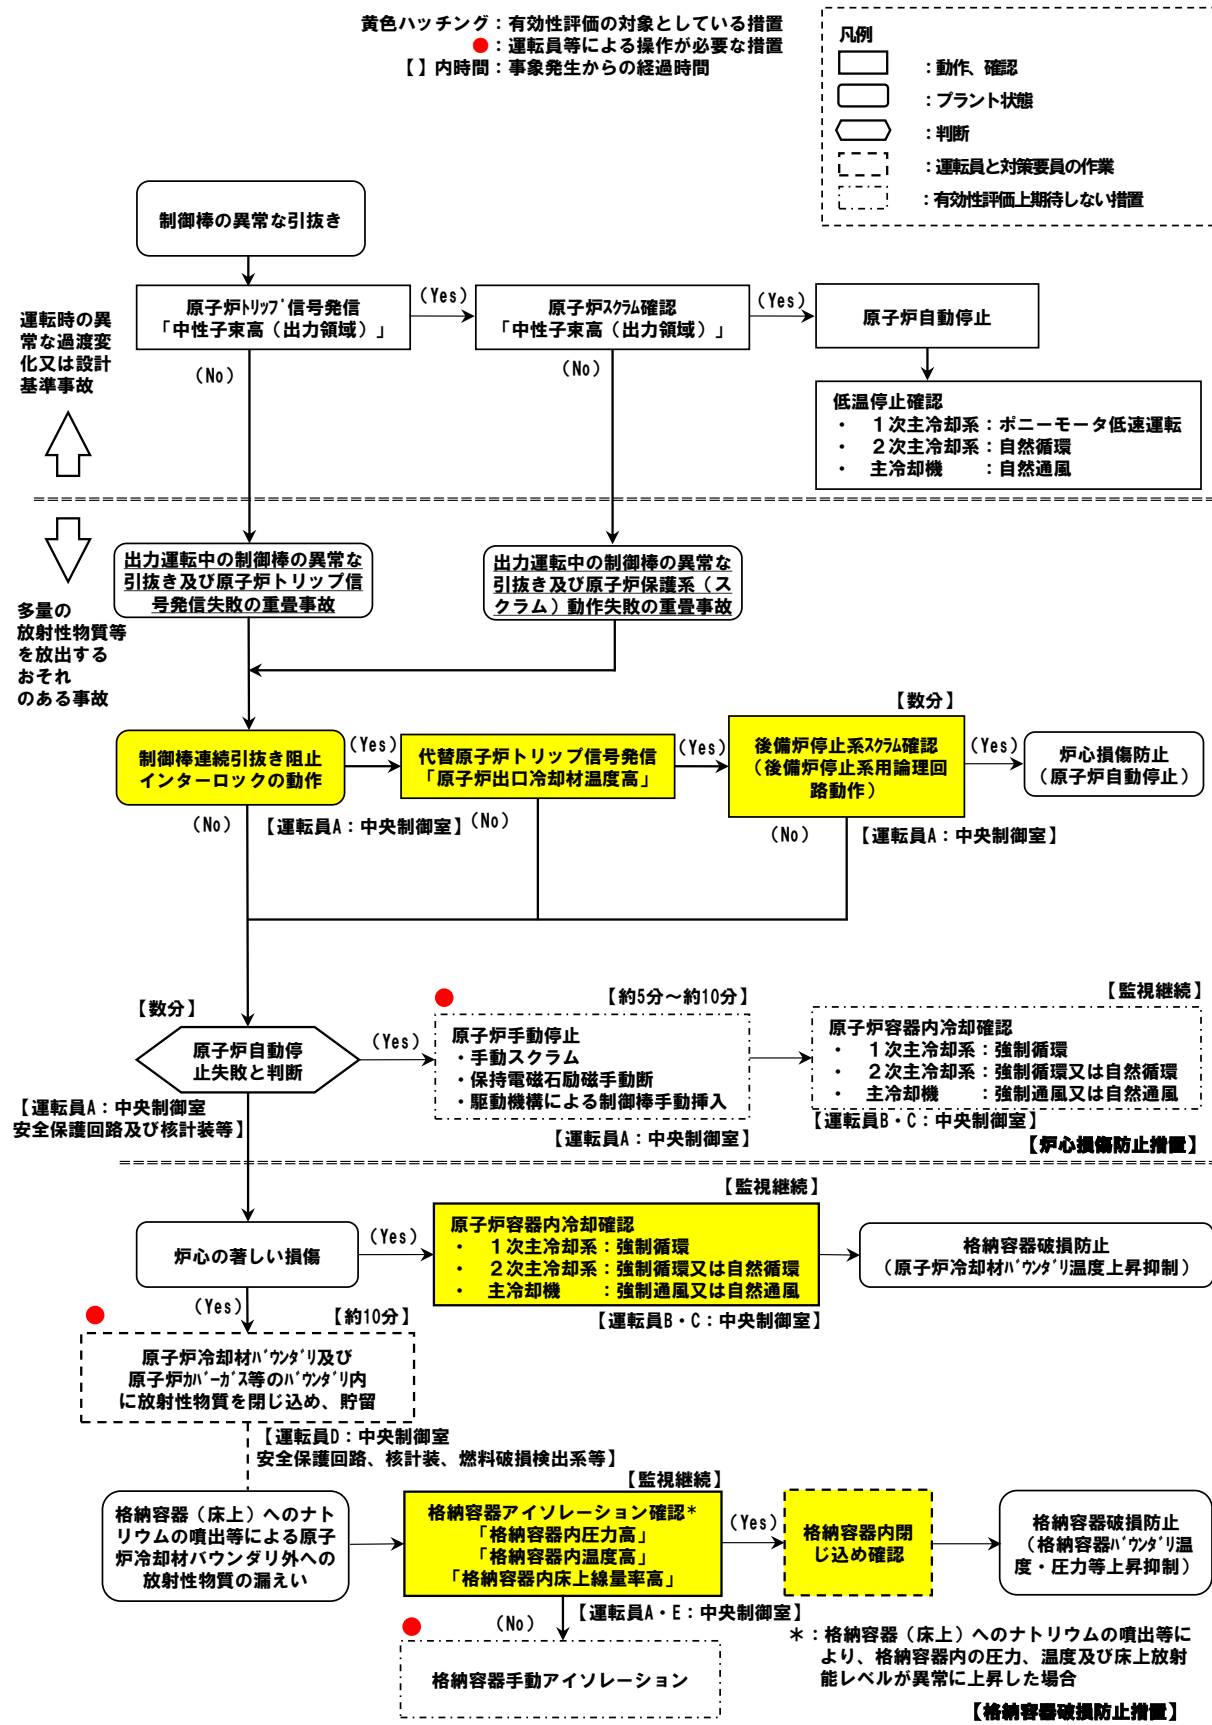 黄色ハッチング：有効性評価の対象としている措置
●：運転員等による操作が必要な措置
【】内時間：事象発生からの経過時間
凡例
：動作、確認
：プラント状態
：判断
：運転員と対策要員の作業
：有効性評価上期待しない措置
制御棒の異常な引抜き
原子炉ﾄﾘｯﾌﾟ信号発信
「中性子束高（出力領域）」
（Yes）
原子炉ｽｸﾗﾑ確認
「中性子束高（出力領域）」
（Yes）
原子炉自動停止
運転時の異
常な過渡変
化又は設計
基準事故
（No）
（No）
低温停止確認
・　１次主冷却系：ポニーモータ低速運転
・　２次主冷却系：自然循環
・　主冷却機　　：自然通風
多量の
放射性物質等
を放出する
おそれ
のある事故
出力運転中の制御棒の異常な
引抜き及び原子炉トリップ信
号発信失敗の重畳事故
出力運転中の制御棒の異常な
引抜き及び原子炉保護系（ス
クラム）動作失敗の重畳事故
【数分】
制御棒連続引抜き阻止
インターロックの動作
（Yes）
代替原子炉トリップ信号発信
「原子炉出口冷却材温度高」
（Yes）
後備炉停止系ｽｸﾗﾑ確認
（後備炉停止系用論理回
路動作）
（Yes）
炉心損傷防止
（原子炉自動停止）
（No）
【運転員A：中央制御室】
（No）
（No）
【運転員A：中央制御室】
【数分】
原子炉自動停
止失敗と判断
（Yes）
●
【約5分～約10分】
原子炉手動停止
・手動スクラム
・保持電磁石励磁手動断
・駆動機構による制御棒手動挿入
【運転員A：中央制御室】
【監視継続】
原子炉容器内冷却確認
・　１次主冷却系：強制循環
・　２次主冷却系：強制循環又は自然循環
・　主冷却機　　：強制通風又は自然通風
【運転員B・C：中央制御室】
【運転員A：中央制御室
安全保護回路及び核計装等】
【炉心損傷防止措置】
【監視継続】
炉心の著しい損傷
（Yes）
原子炉容器内冷却確認
・　１次主冷却系：強制循環
・　２次主冷却系：強制循環又は自然循環
・　主冷却機　　：強制通風又は自然通風
【運転員B・C：中央制御室】
格納容器破損防止
（原子炉冷却材ﾊﾞｳﾝﾀﾞﾘ温度上昇抑制）
（Yes）
●
【約10分】
原子炉冷却材ﾊﾞｳﾝﾀﾞﾘ及び
原子炉ｶﾊﾞｰｶﾞｽ等のﾊﾞｳﾝﾀﾞﾘ内
に放射性物質を閉じ込め、貯留
【運転員D：中央制御室
安全保護回路、核計装、燃料破損検出系等】
【監視継続】
格納容器（床上）へのナト
リウムの噴出等による原子
炉冷却材バウンダリ外への
放射性物質の漏えい
格納容器アイソレーション確認*
「格納容器内圧力高」
「格納容器内温度高」
「格納容器内床上線量率高」
（Yes）
格納容器内閉
じ込め確認
格納容器破損防止
（格納容器ﾊﾞｳﾝﾀﾞﾘ温
度・圧力等上昇抑制）
（No）
【運転員A・E：中央制御室】
●
格納容器手動アイソレーション
＊：格納容器（床上）へのナトリウムの噴出等に
より、格納容器内の圧力、温度及び床上放射
能レベルが異常に上昇した場合
【格納容器破損防止措置】